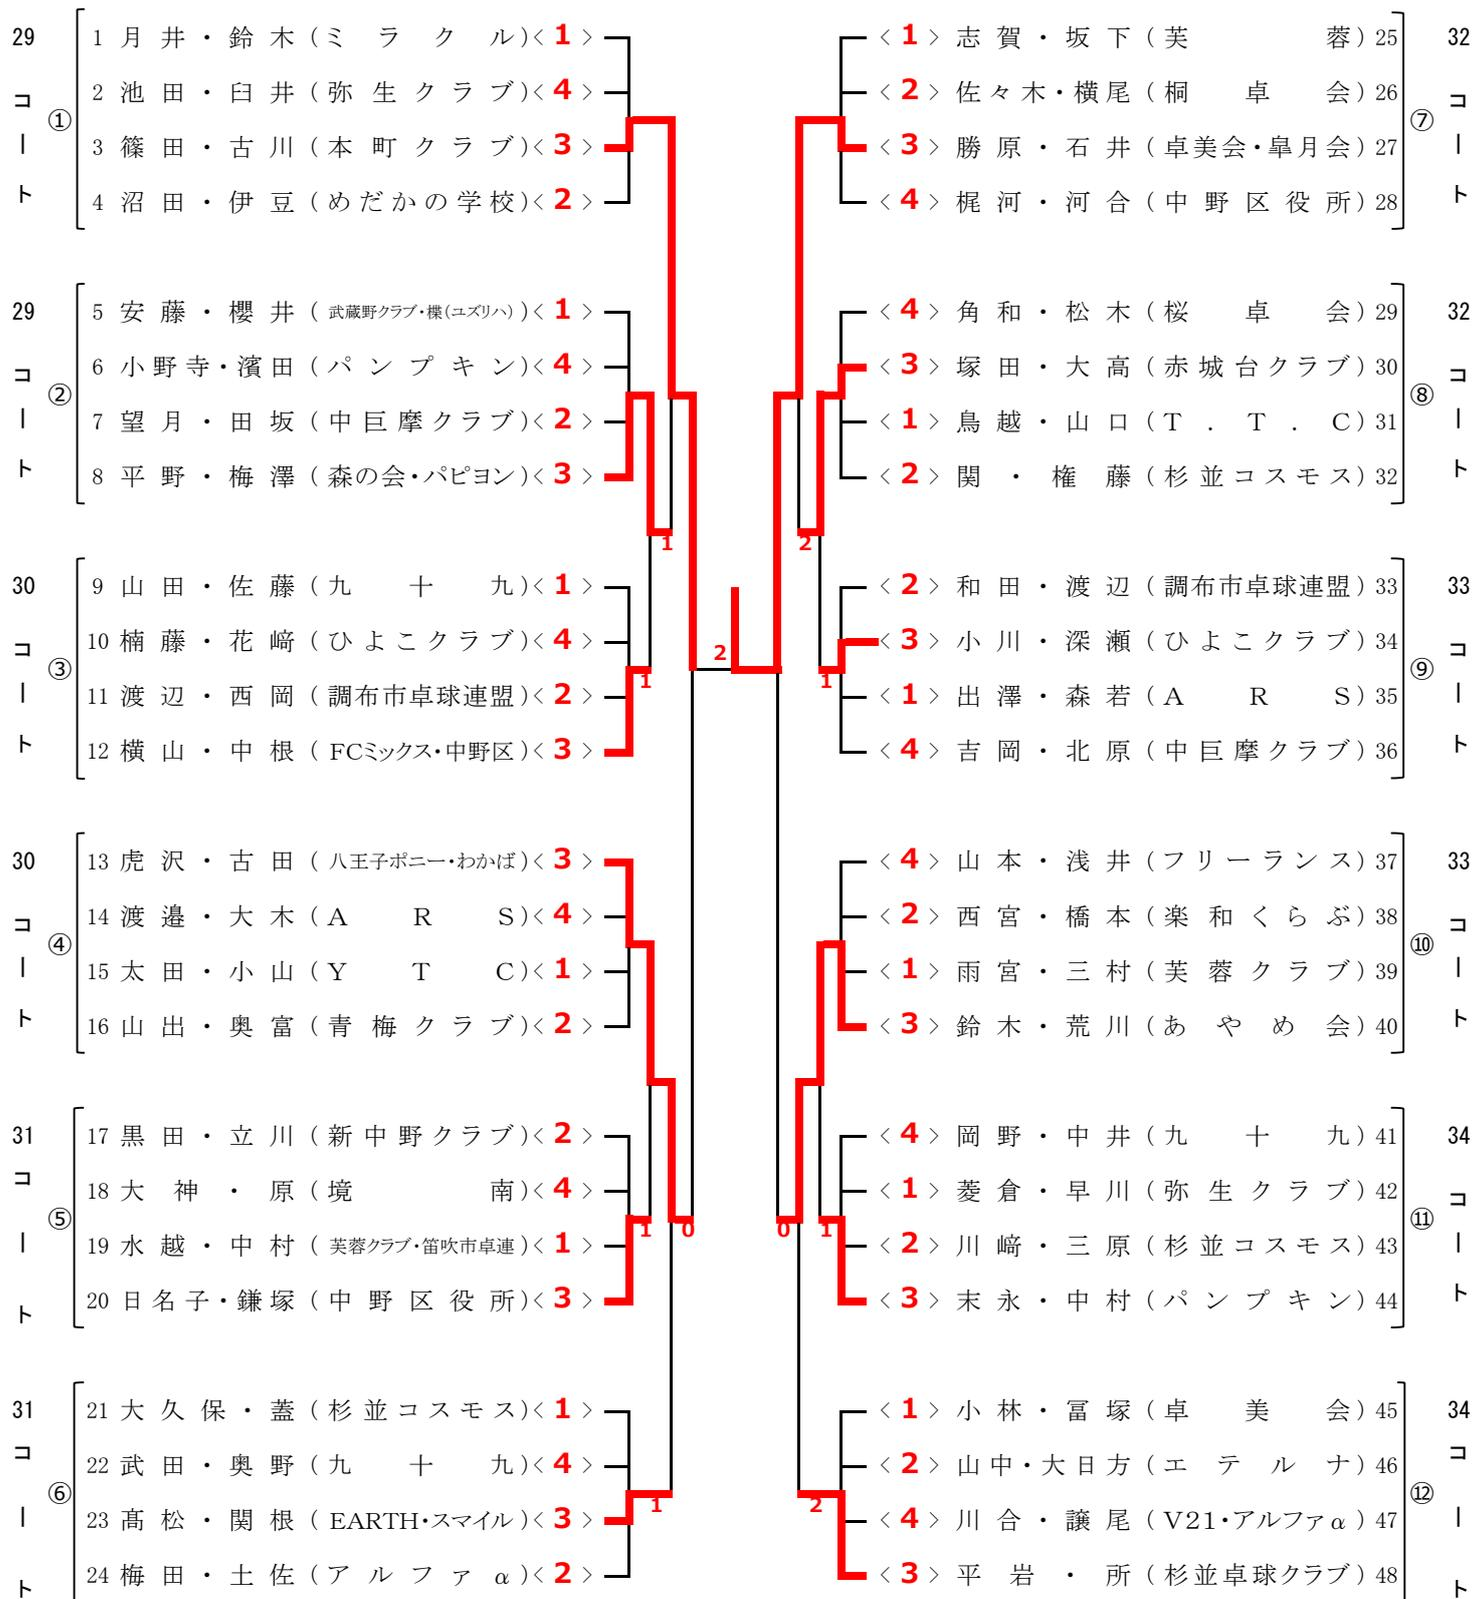 29 コート ①
1 月井・鈴木(ミラクル)<1>
2 池田・臼井(弥生クラブ)<4>
3 篠田・古川(本町クラブ)<3>
4 沼田・伊豆(めだかの学校)<2>
29 コート ②
5 安藤・櫻井(武蔵野クラブ・楪(ユズリハ))<1>
6 小野寺・濱田(パンプキン)<4>
7 望月・田坂(中巨摩クラブ)<2>
8 平野・梅澤(森の会・パピヨン)<3>
1
30 コート ③
9 山田・佐藤(九十九)<1>
10 楠藤・花﨑(ひよこクラブ)<4>
11 渡辺・西岡(調布市卓球連盟)<2>
12 横山・中根(FCミックス・中野区)<3>
1
30 コート ④
13 虎沢・古田(八王子ポニー・わかば)<3>
14 渡邉・大木(ARS)<4>
15 太田・小山(YTC)<1>
16 山出・奥富(青梅クラブ)<2>
31 コート ⑤
17 黒田・立川(新中野クラブ)<2>
18 大神・原(境南)<4>
19 水越・中村(芙蓉クラブ・笛吹市卓連)<1>
20 日名子・鎌塚(中野区役所)<3>
1
0
31 コート ⑥
21 大久保・蓋(杉並コスモス)<1>
22 武田・奥野(九十九)<4>
23 髙松・関根(EARTH・スマイル)<3>
24 梅田・土佐(アルファα)<2>
1
2
32 コート ⑦
<1>志賀・坂下(芙蓉)25
<2>佐々木・横尾(桐卓会)26
<3>勝原・石井(卓美会・皐月会)27
<4>梶河・河合(中野区役所)28
32 コート ⑧
<4>角和・松木(桜卓会)29
<3>塚田・大高(赤城台クラブ)30
<1>鳥越・山口(T.T.C)31
<2>関・権藤(杉並コスモス)32
2
33 コート ⑨
<2>和田・渡辺(調布市卓球連盟)33
<3>小川・深瀬(ひよこクラブ)34
<1>出澤・森若(ARS)35
<4>吉岡・北原(中巨摩クラブ)36
1
33 コート ⑩
<4>山本・浅井(フリーランス)37
<2>西宮・橋本(楽和くらぶ)38
<1>雨宮・三村(芙蓉クラブ)39
<3>鈴木・荒川(あやめ会)40
34 コート ⑪
<4>岡野・中井(九十九)41
<1>菱倉・早川(弥生クラブ)42
<2>川﨑・三原(杉並コスモス)43
<3>末永・中村(パンプキン)44
0
1
34 コート ⑫
<1>小林・冨塚(卓美会)45
<2>山中・大日方(エテルナ)46
<4>川合・譲尾(V21・アルファα)47
<3>平岩・所(杉並卓球クラブ)48
2